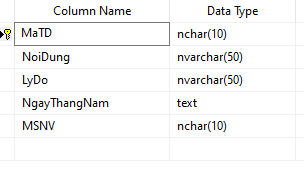 Column Name Data Type
MaTD nchar(10)
NoiDung nvarchar(50)
LyDo nvarchar(50)
NgayThangNam text
MSNV nchar(10)